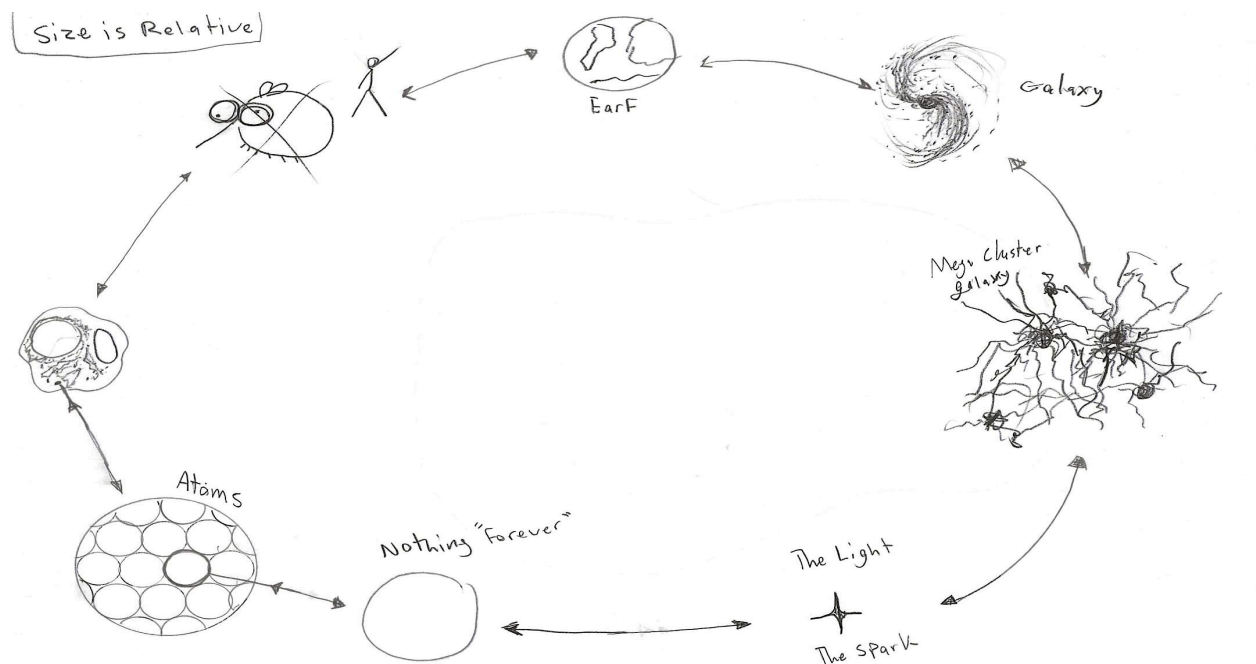 Size is Relative
EarF
Galaxy
Mega Cluster
galaxy
Atoms
Nothing "Forever"
The Light
The Spark